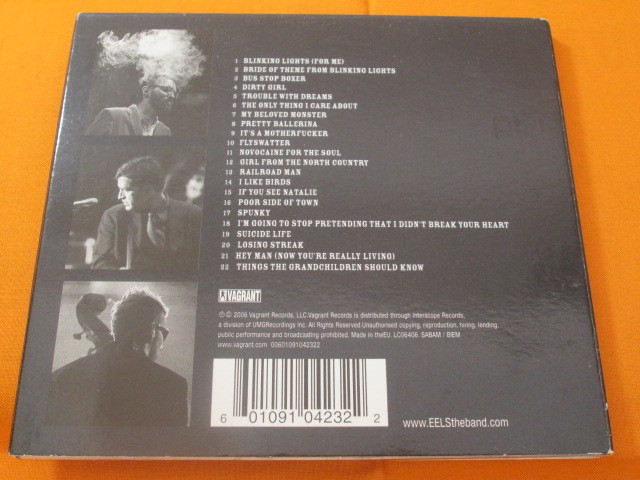 1 BLINKING LIGHTS (FOR ME)
2 BRIDE OF THEME FROM BLINKING LIGHTS
3 BUS STOP BOXER
4 DIRTY GIRL
5 TROUBLE WITH DREAMS
6 THE ONLY THING I CARE ABOUT
7 MY BELOVED MONSTER
8 PRETTY BALLERINA
9 IT'S A MOTHERFUCKER
10 FLYSWATTER
11 NOVOCAINE FOR THE SOUL
12 GIRL FROM THE NORTH COUNTRY
13 RAILROAD MAN
14 I LIKE BIRDS
15 IF YOU SEE NATALIE
16 POOR SIDE OF TOWN
17 SPUNKY
18 I'M GOING TO STOP PRETENDING THAT I DIDN'T BREAK YOUR HEART
19 SUICIDE LIFE
20 LOSING STREAK
21 HEY MAN (NOW YOU'RE REALLY LIVING)
22 THINGS THE GRANDCHILDREN SHOULD KNOW
VAGRANT
℗© 2006 Vagrant Records, LLC.Vagrant Records is distributed through Interscope Records,
a division of UMGRecordings Inc. All Rights Reserved.Unauthorised copying, reproduction, hiring, lending,
public performance and broadcasting prohibited. Made in theEU. LC06406. SABAM / BIEM
www.vagrant.com 00601091042322
6 01091 04232 2
www.EELStheband.com